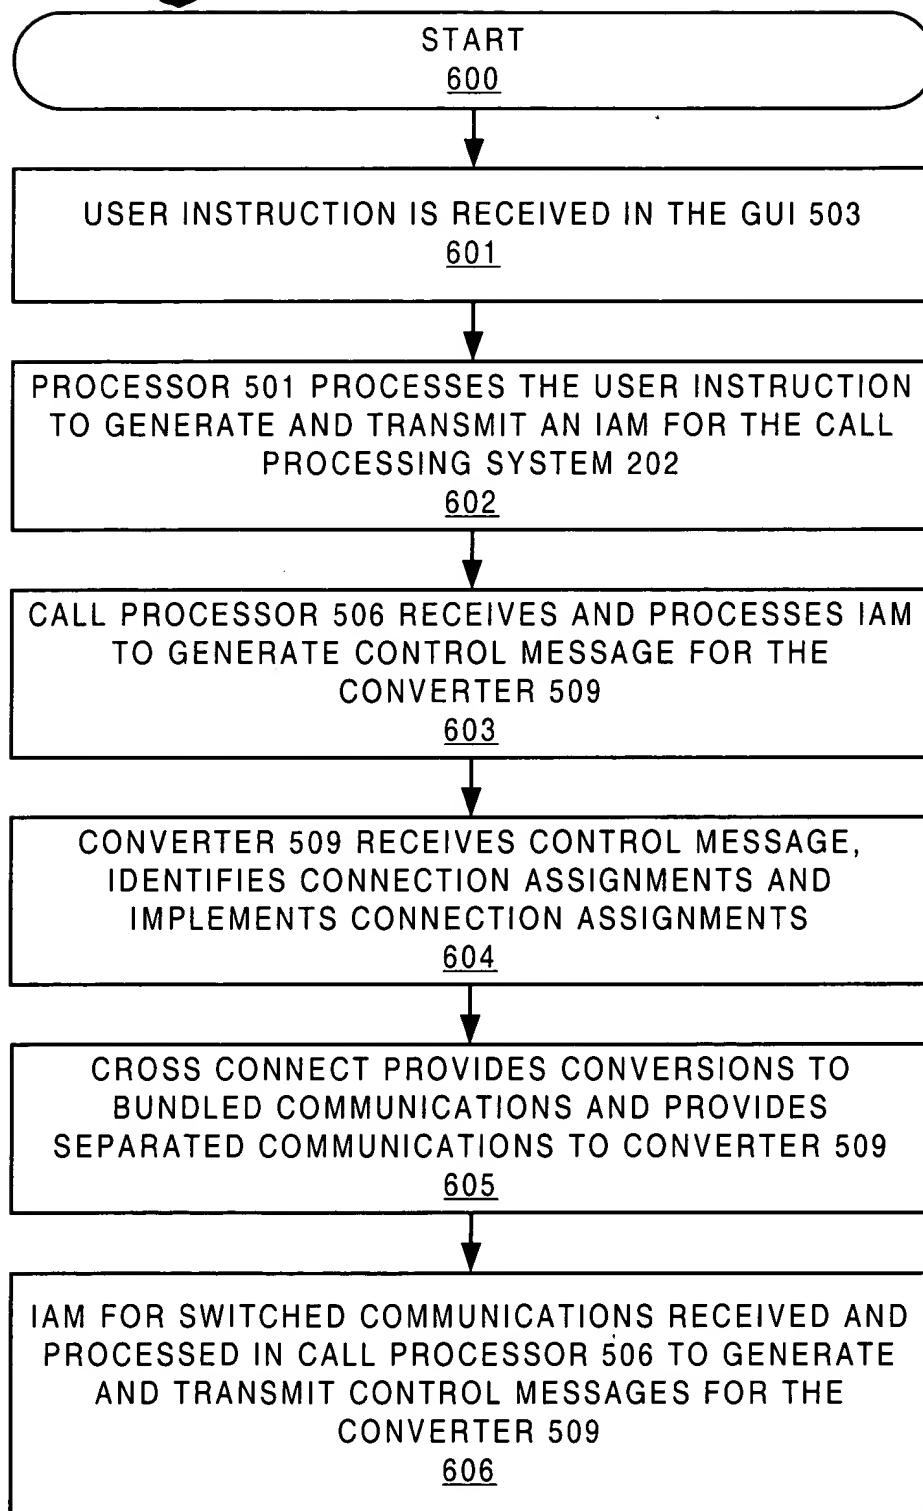 START
600
USER INSTRUCTION IS RECEIVED IN THE GUI 503
601
PROCESSOR 501 PROCESSES THE USER INSTRUCTION
TO GENERATE AND TRANSMIT AN IAM FOR THE CALL
PROCESSING SYSTEM 202
602
CALL PROCESSOR 506 RECEIVES AND PROCESSES IAM
TO GENERATE CONTROL MESSAGE FOR THE
CONVERTER 509
603
CONVERTER 509 RECEIVES CONTROL MESSAGE,
IDENTIFIES CONNECTION ASSIGNMENTS AND
IMPLEMENTS CONNECTION ASSIGNMENTS
604
CROSS CONNECT PROVIDES CONVERSIONS TO
BUNDLED COMMUNICATIONS AND PROVIDES
SEPARATED COMMUNICATIONS TO CONVERTER 509
605
IAM FOR SWITCHED COMMUNICATIONS RECEIVED AND
PROCESSED IN CALL PROCESSOR 506 TO GENERATE
AND TRANSMIT CONTROL MESSAGES FOR THE
CONVERTER 509
606